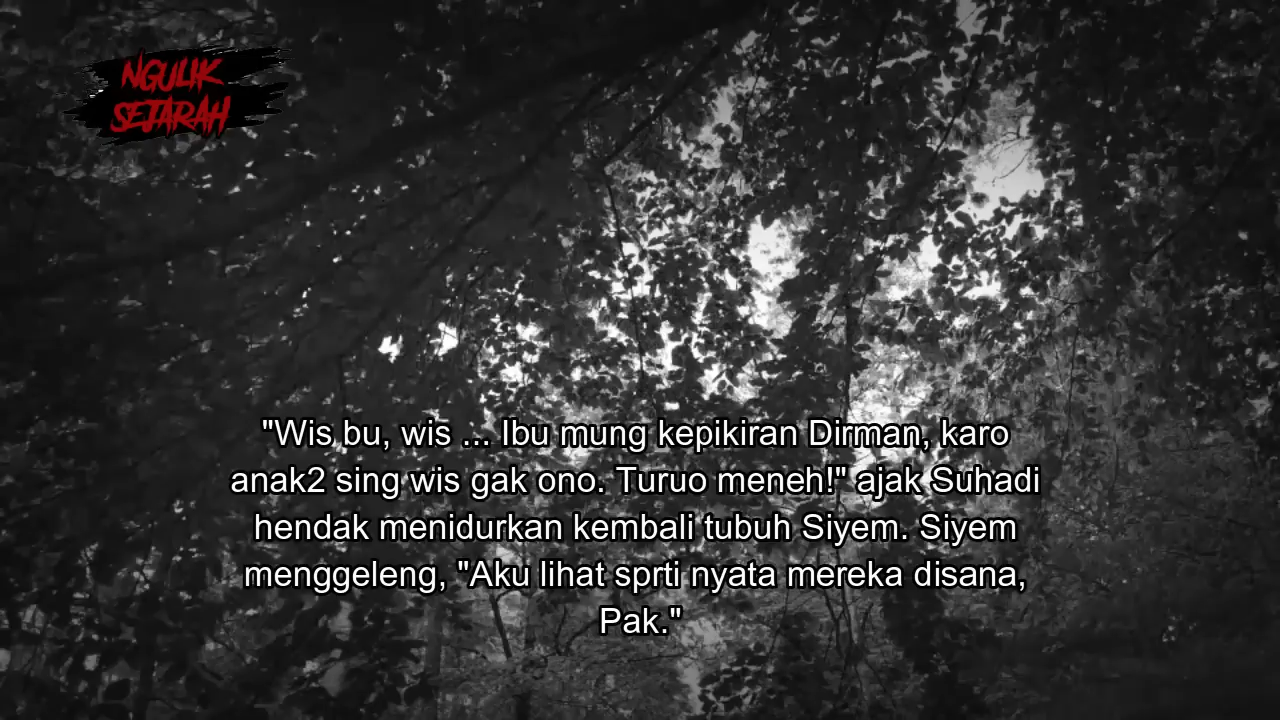 NGULIK
SEJARAH
"Wis bu, wis ... Ibu mung kepikiran Dirman, karo
anak2 sing wis gak ono. Turuo meneh!" ajak Suhadi
hendak menidurkan kembali tubuh Siyem. Siyem
menggeleng, "Aku lihat sprti nyata mereka disana,
Pak."